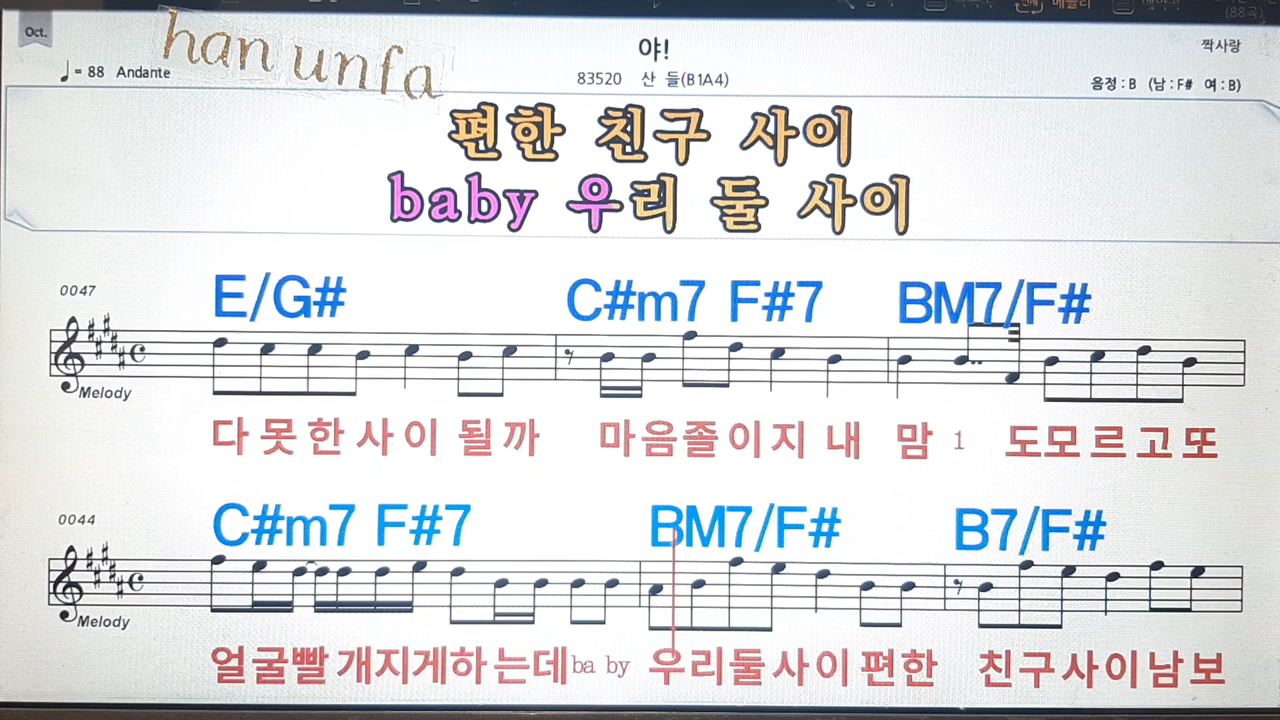 (88곡)
Oct.
han unfa
야!
짝사랑
♩= 88 Andante
83520 산 들(B1A4)
음정 : B (남 : F# 여 : B)
편한 친구 사이
baby 우리 둘 사이
0047
E/G# C#m7 F#7 BM7/F#
Melody
다 못 한 사 이 될 까 마 음 졸 이 지 내 맘 1 도 모 르 고 또
0044
C#m7 F#7 BM7/F# B7/F#
Melody
얼 굴 빨 개 지 게 하 는 데 ba by 우 리 둘 사 이 편 한 친 구 사 이 남 보